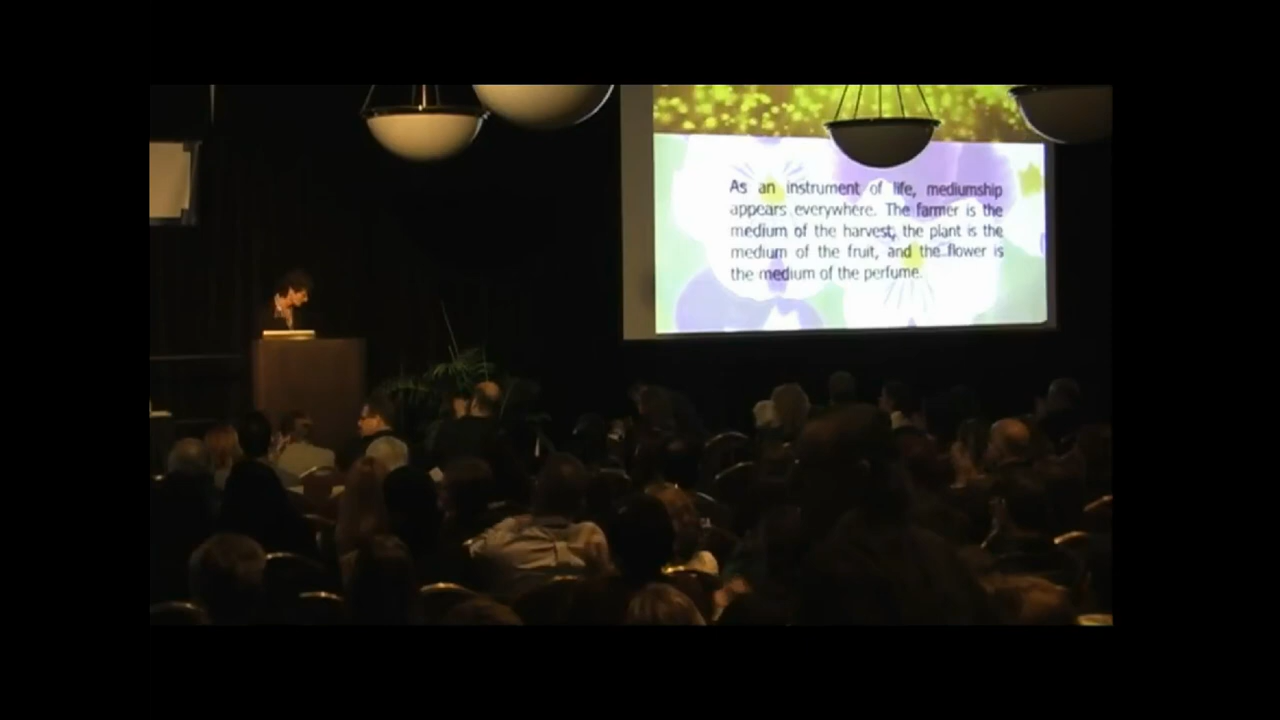 As an instrument of life, mediumship
appears everywhere. The farmer is the
medium of the harvest, the plant is the
medium of the fruit, and the flower is
the medium of the perfume.